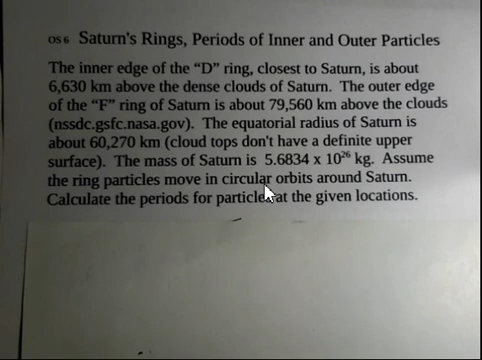 OS 6 Saturn's Rings, Periods of Inner and Outer Particles
The inner edge of the “D” ring, closest to Saturn, is about
6,630 km above the dense clouds of Saturn. The outer edge
of the “F” ring of Saturn is about 79,560 km above the clouds
(nssdc.gsfc.nasa.gov). The equatorial radius of Saturn is
about 60,270 km (cloud tops don't have a definite upper
surface). The mass of Saturn is 5.6834 x 10²⁶ kg. Assume
the ring particles move in circular orbits around Saturn.
Calculate the periods for particles at the given locations.